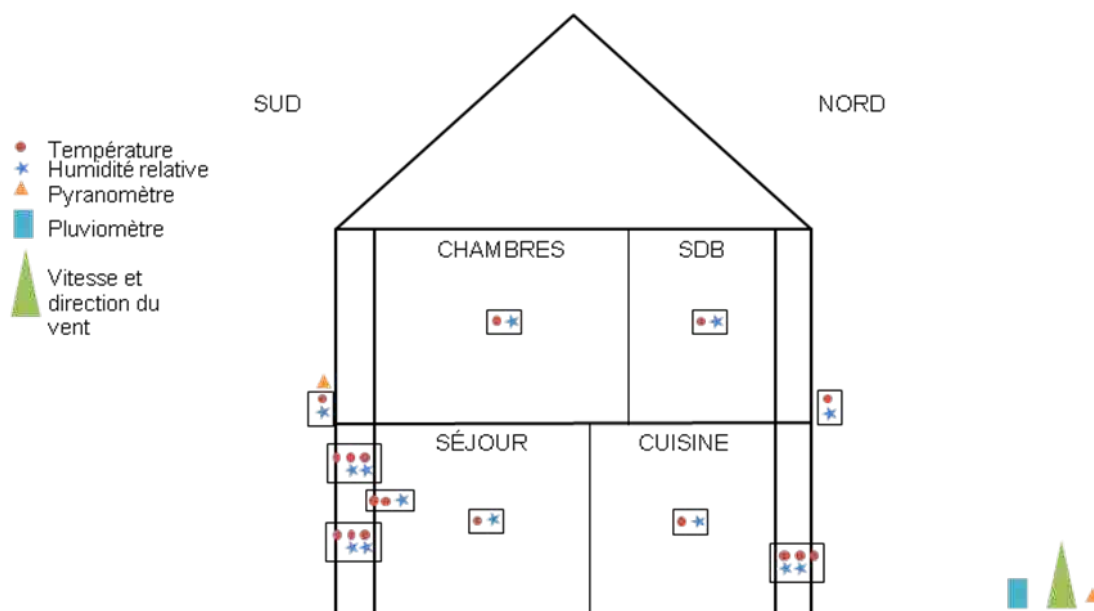 SUD
NORD
Température
Humidité relative
Pyranomètre
Pluviomètre
Vitesse et
direction du
vent
CHAMBRES
SDB
SÉJOUR
CUISINE